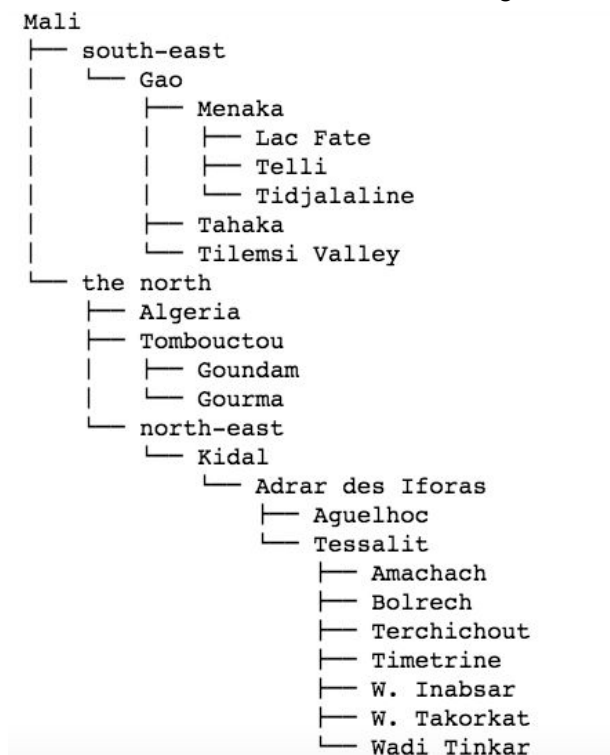 Mali
├── south-east
│   └── Gao
│       ├── Menaka
│       │   ├── Lac Fate
│       │   ├── Telli
│       │   └── Tidjalaline
│       ├── Tahaka
│       └── Tilemsi Valley
└── the north
    ├── Algeria
    ├── Tombouctou
    │   ├── Goundam
    │   └── Gourma
    └── north-east
        └── Kidal
            └── Adrar des Iforas
                ├── Aguelhoc
                └── Tessalit
                    ├── Amachach
                    ├── Bolrech
                    ├── Terchichout
                    ├── Timetrine
                    ├── W. Inabsar
                    ├── W. Takorkat
                    └── Wadi Tinkar